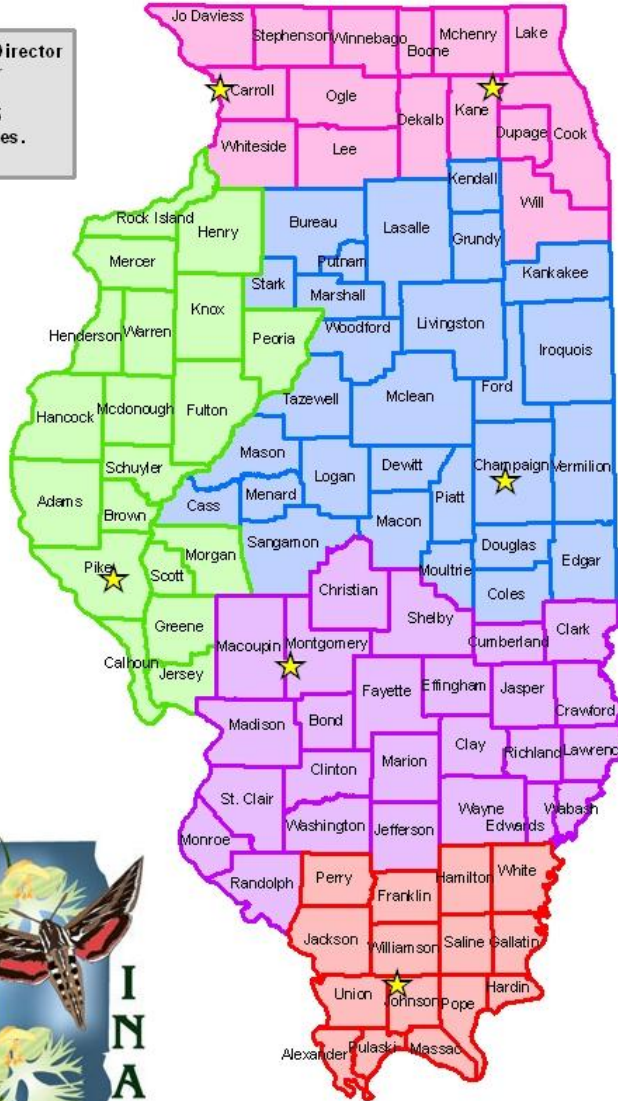 Director
es.
Jo Daviess
Stephenson
Winnebago
Boone
Mchenry
Lake
Carroll
Ogle
Dekalb
Kane
Dupage
Cook
Whiteside
Lee
Kendall
Will
Rock Island
Henry
Bureau
Lasalle
Grundy
Mercer
Putnam
Kankakee
Stark
Marshall
Knox
Henderson
Warren
Peoria
Woodford
Livingston
Iroquois
Tazewell
Mclean
Ford
Hancock
Mcdonough
Fulton
Mason
Schuyler
Logan
Dewitt
Champaign
Vermilion
Adams
Cass
Menard
Piatt
Brown
Macon
Sangamon
Douglas
Morgan
Edgar
Pike
Scott
Moultrie
Christian
Coles
Shelby
Greene
Clark
Macoupin
Montgomery
Cumberland
Calhoun
Jersey
Fayette
Effingham
Jasper
Crawford
Madison
Bond
Clay
Richland
Lawrenc
Marion
Clinton
St. Clair
Wayne
Wabash
Washington
Jefferson
Edwards
Monroe
Randolph
Perry
Franklin
Hamilton
White
Jackson
Williamson
Saline
Gallatin
Union
Johnson
Pope
Hardin
Alexander
Pulaski
Massac
I
N
A